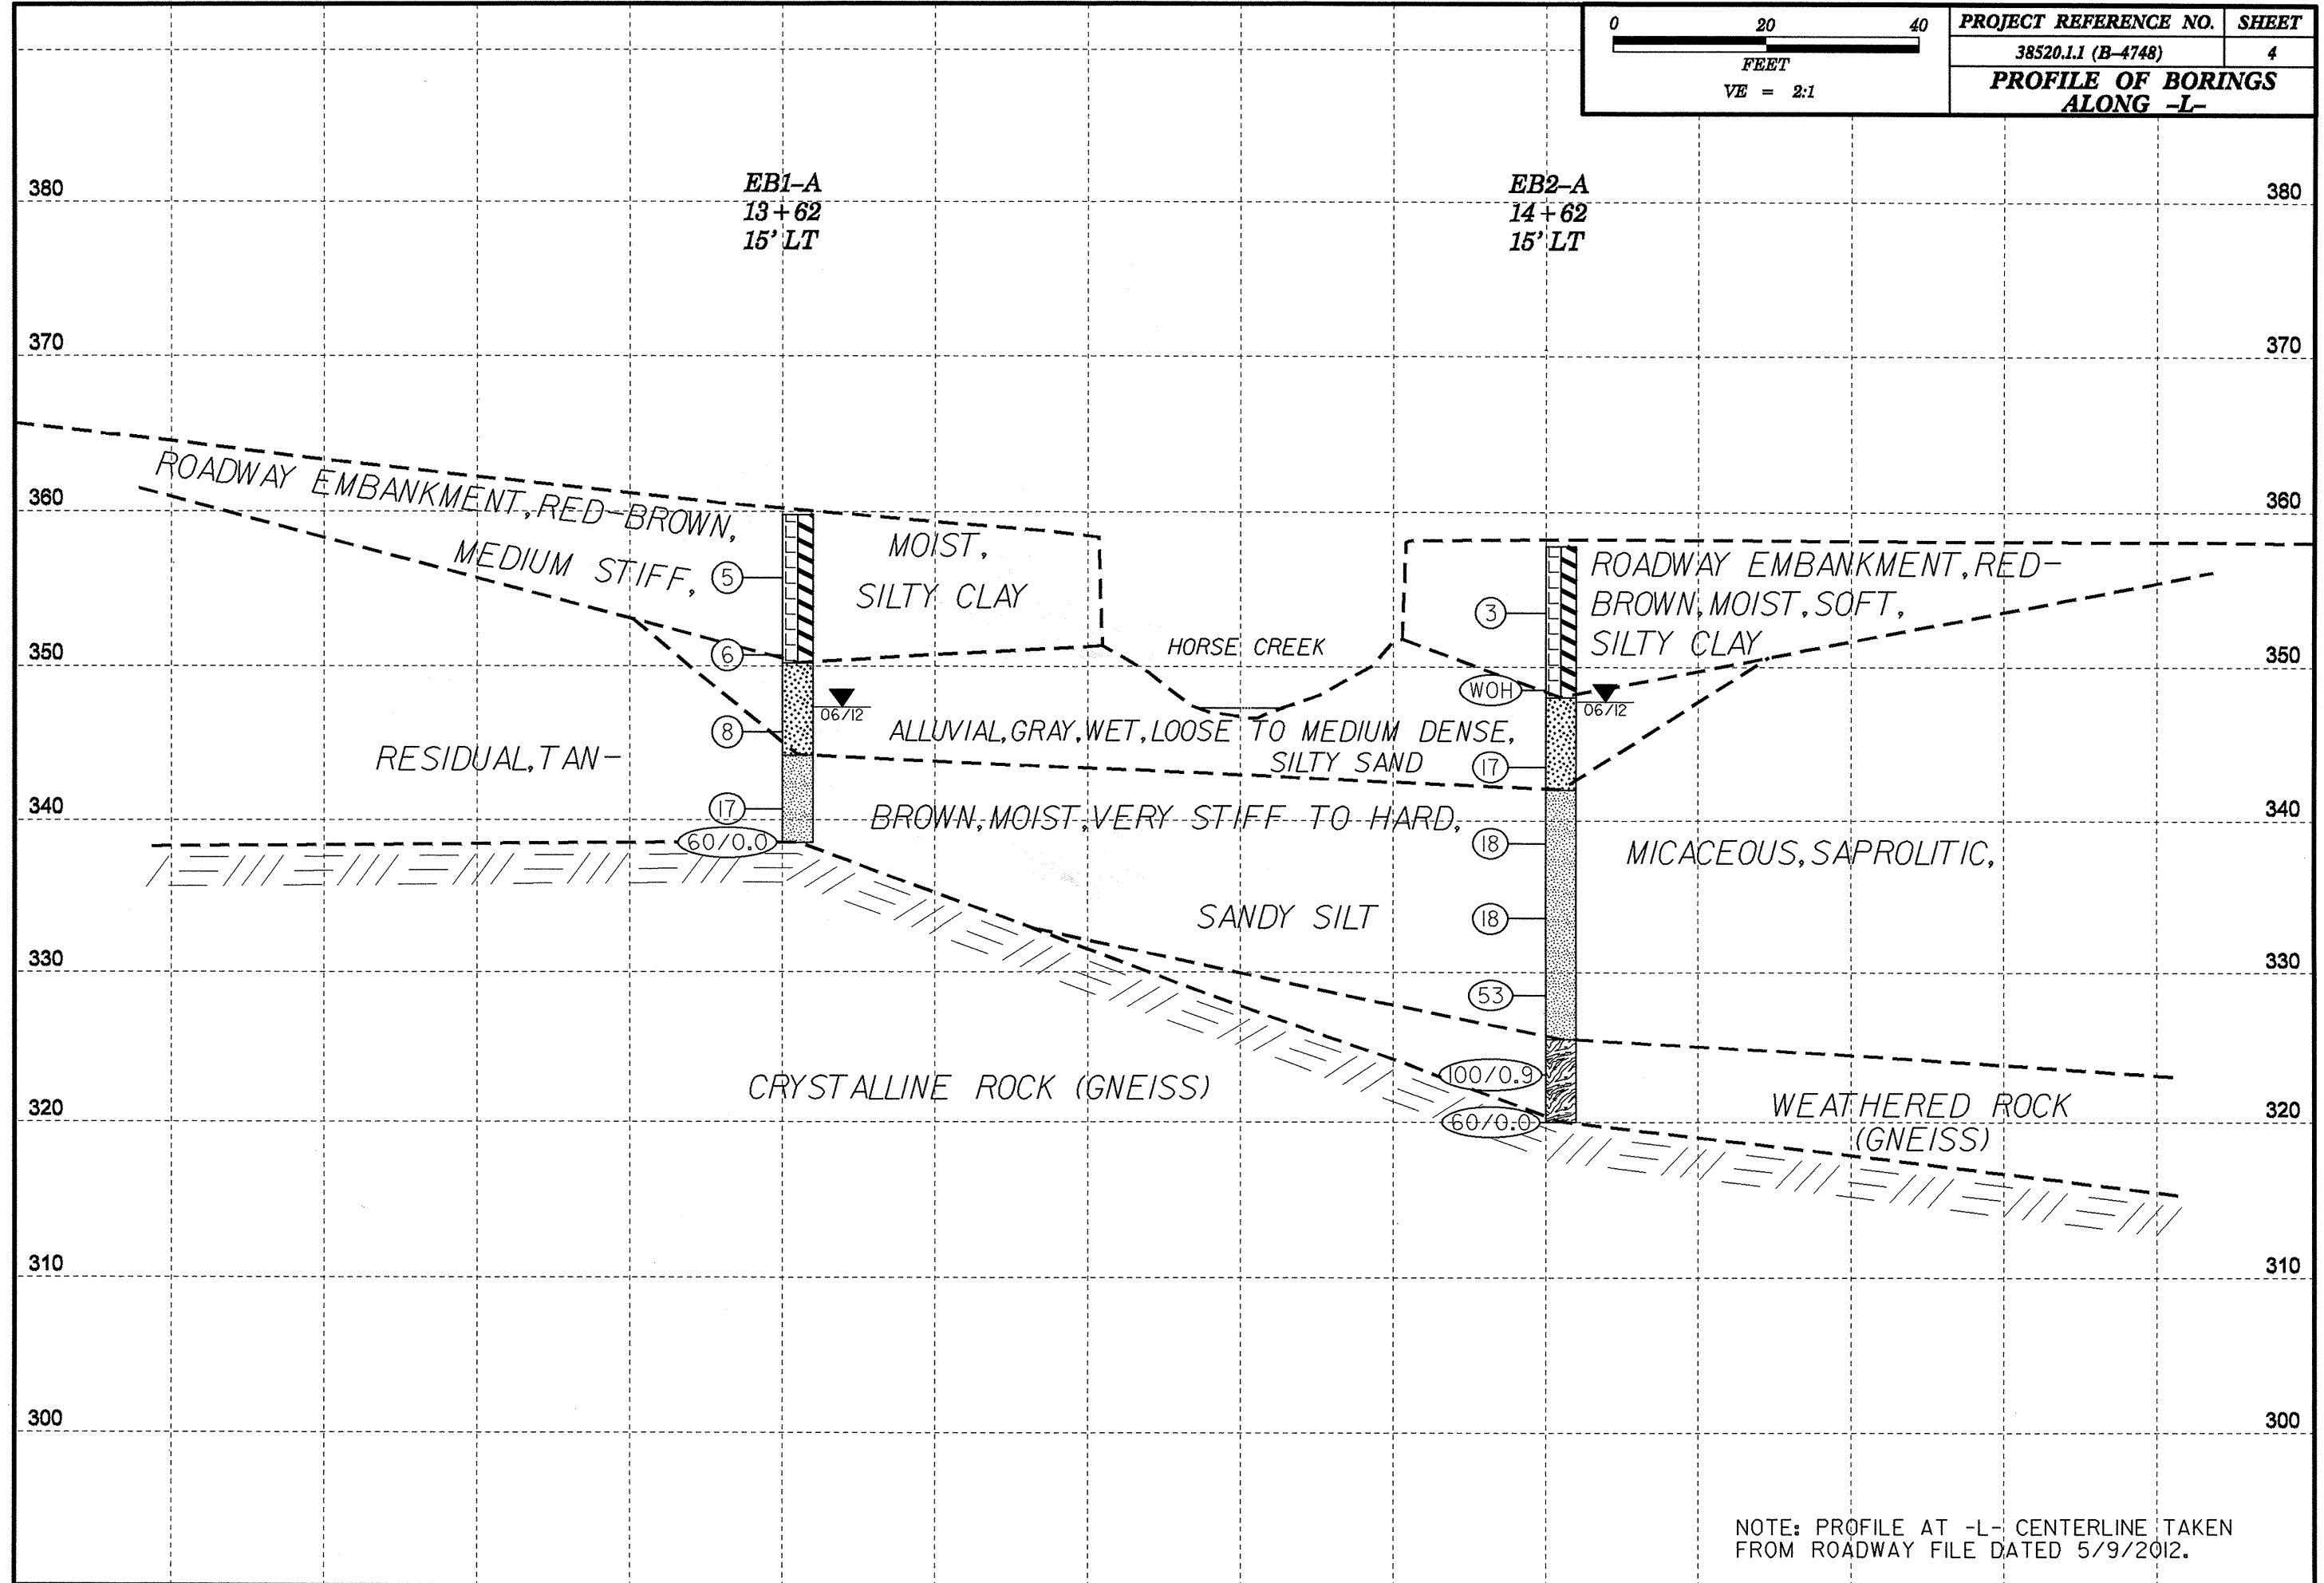 0 20 40
FEET
VE = 2:1
PROJECT REFERENCE NO. SHEET
38520.1.1 (B-4748) 4
PROFILE OF BORINGS
ALONG -L-
EB1-A
13+62
15' LT
EB2-A
14+62
15' LT
380 380
370 370
360 360
350 350
340 340
330 330
320 320
310 310
300 300
ROADWAY EMBANKMENT, RED-BROWN,
MEDIUM STIFF,
MOIST,
SILTY CLAY
5
6
8
17
60/0.0
06/12
HORSE CREEK
ROADWAY EMBANKMENT, RED-
BROWN, MOIST, SOFT,
SILTY CLAY
3
WOH
17
18
18
53
100/0.9
60/0.0
06/12
ALLUVIAL, GRAY, WET, LOOSE TO MEDIUM DENSE,
SILTY SAND
RESIDUAL, TAN-
BROWN, MOIST, VERY STIFF TO HARD,
MICACEOUS, SAPROLITIC,
SANDY SILT
CRYSTALLINE ROCK (GNEISS)
WEATHERED ROCK
(GNEISS)
NOTE: PROFILE AT -L- CENTERLINE TAKEN
FROM ROADWAY FILE DATED 5/9/2012.